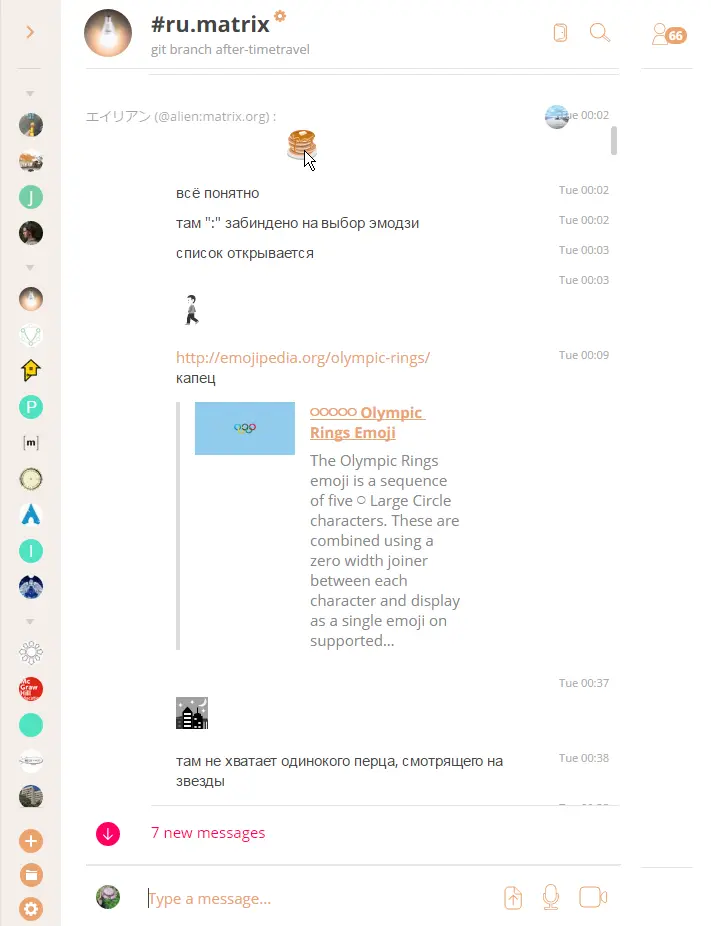 #ru.matrix
git branch after-timetravel
66
エイリアン (@alien:matrix.org) :
Tue 00:02
всё понятно
Tue 00:02
там ":" забиндено на выбор эмодзи
Tue 00:02
список открывается
Tue 00:03
Tue 00:03
http://emojipedia.org/olympic-rings/
Tue 00:09
капец
○○○○○ Olympic
Rings Emoji
The Olympic Rings
emoji is a sequence
of five ○ Large Circle
characters. These are
combined using a
zero width joiner
between each
character and display
as a single emoji on
supported...
Tue 00:37
там не хватает одинокого перца, смотрящего на
Tue 00:38
звезды
7 new messages
Type a message...
J
P
[m]
I
Mc
Graw
Hill